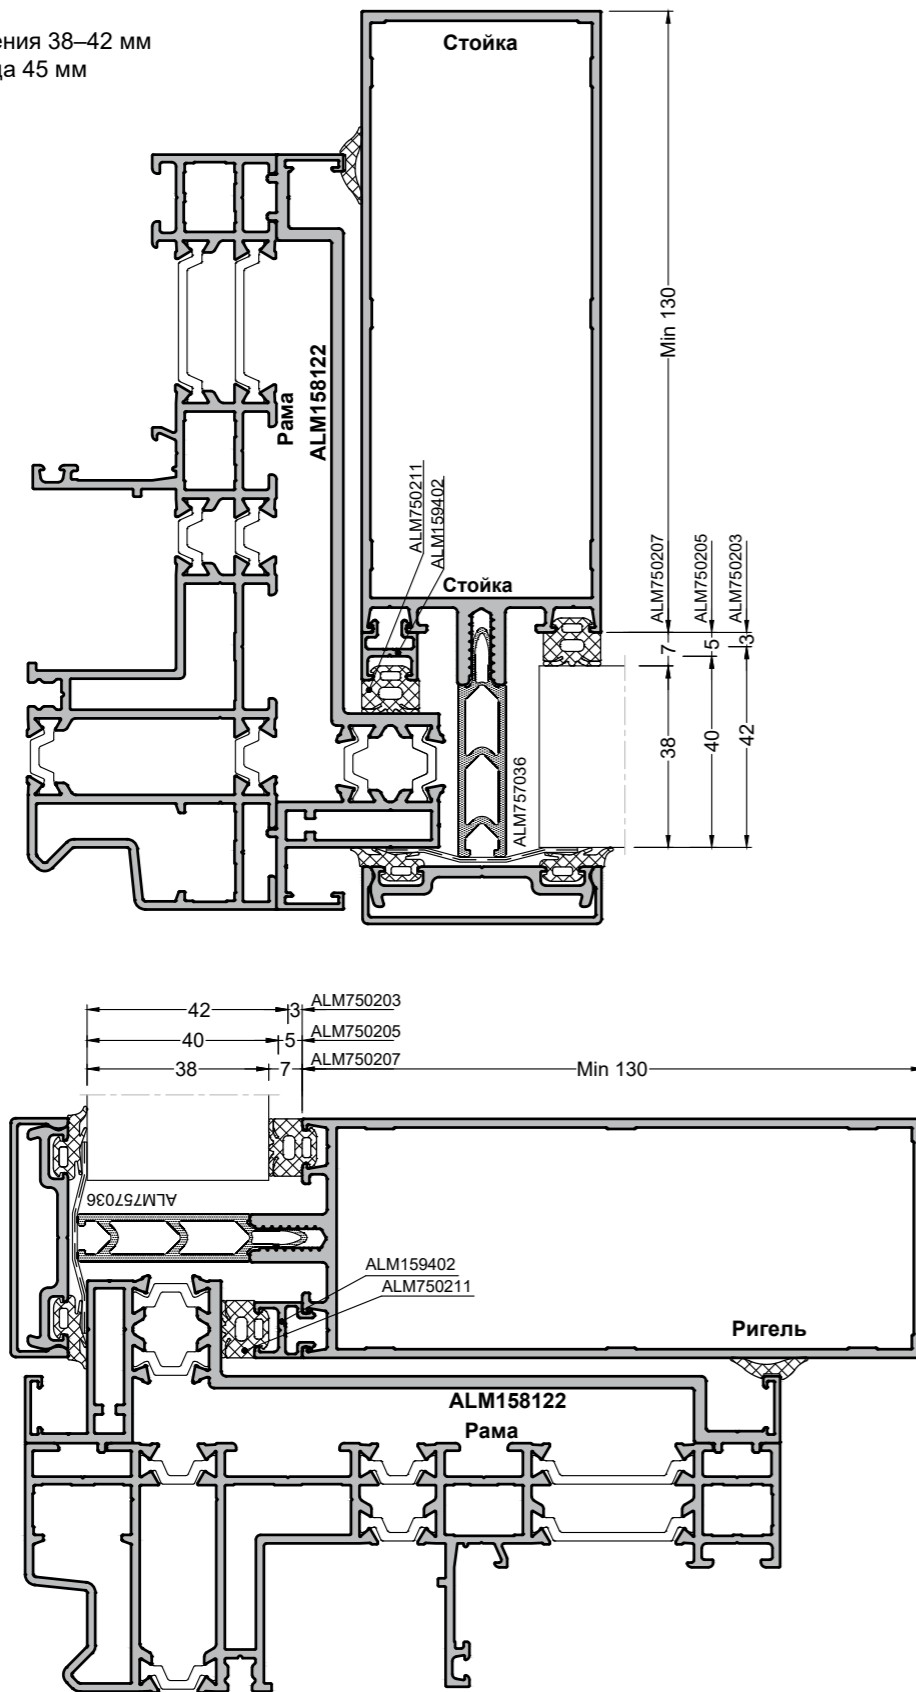 ения 38–42 мм
да 45 мм
Стойка
Min 130
Рама
ALM158122
ALM750211
ALM159402
Стойка
ALM750207
ALM750205
ALM750203
7
5
3
38
40
42
ALM757036
42
3
ALM750203
40
5
ALM750205
38
7
ALM750207
Min 130
ALM757036
ALM159402
ALM750211
Ригель
ALM158122
Рама